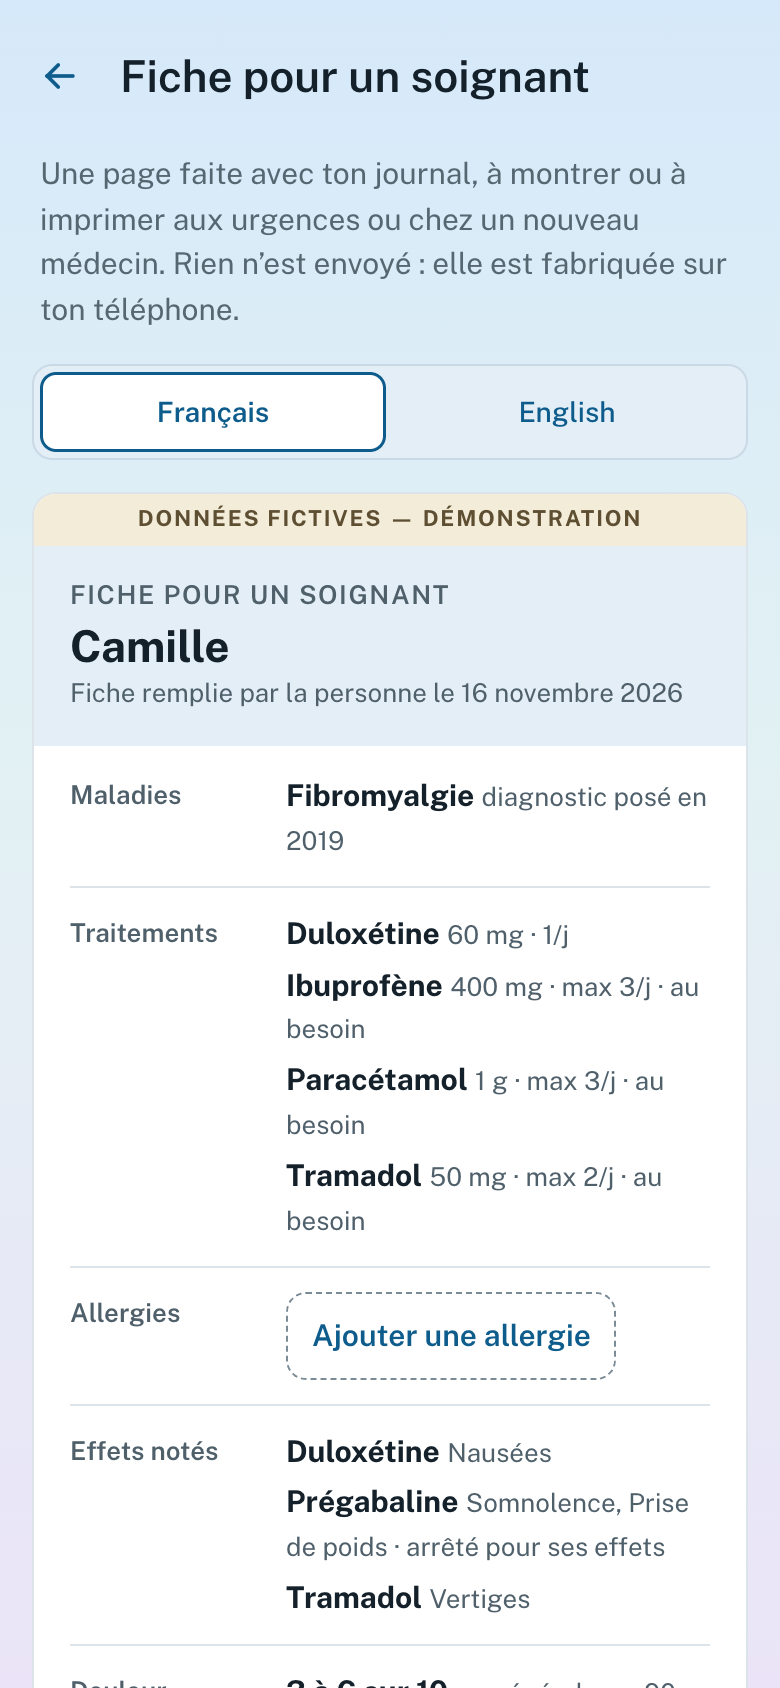 Fiche pour un soignant
Une page faite avec ton journal, à montrer ou à
imprimer aux urgences ou chez un nouveau
médecin. Rien n’est envoyé : elle est fabriquée sur
ton téléphone.
Français
English
DONNÉES FICTIVES — DÉMONSTRATION
FICHE POUR UN SOIGNANT
Camille
Fiche remplie par la personne le 16 novembre 2026
Maladies
Fibromyalgie diagnostic posé en
2019
Traitements
Duloxétine 60 mg · 1/j
Ibuprofène 400 mg · max 3/j · au
besoin
Paracétamol 1 g · max 3/j · au
besoin
Tramadol 50 mg · max 2/j · au
besoin
Allergies
Ajouter une allergie
Effets notés
Duloxétine Nausées
Prégabaline Somnolence, Prise
de poids · arrêté pour ses effets
Tramadol Vertiges
Douleur